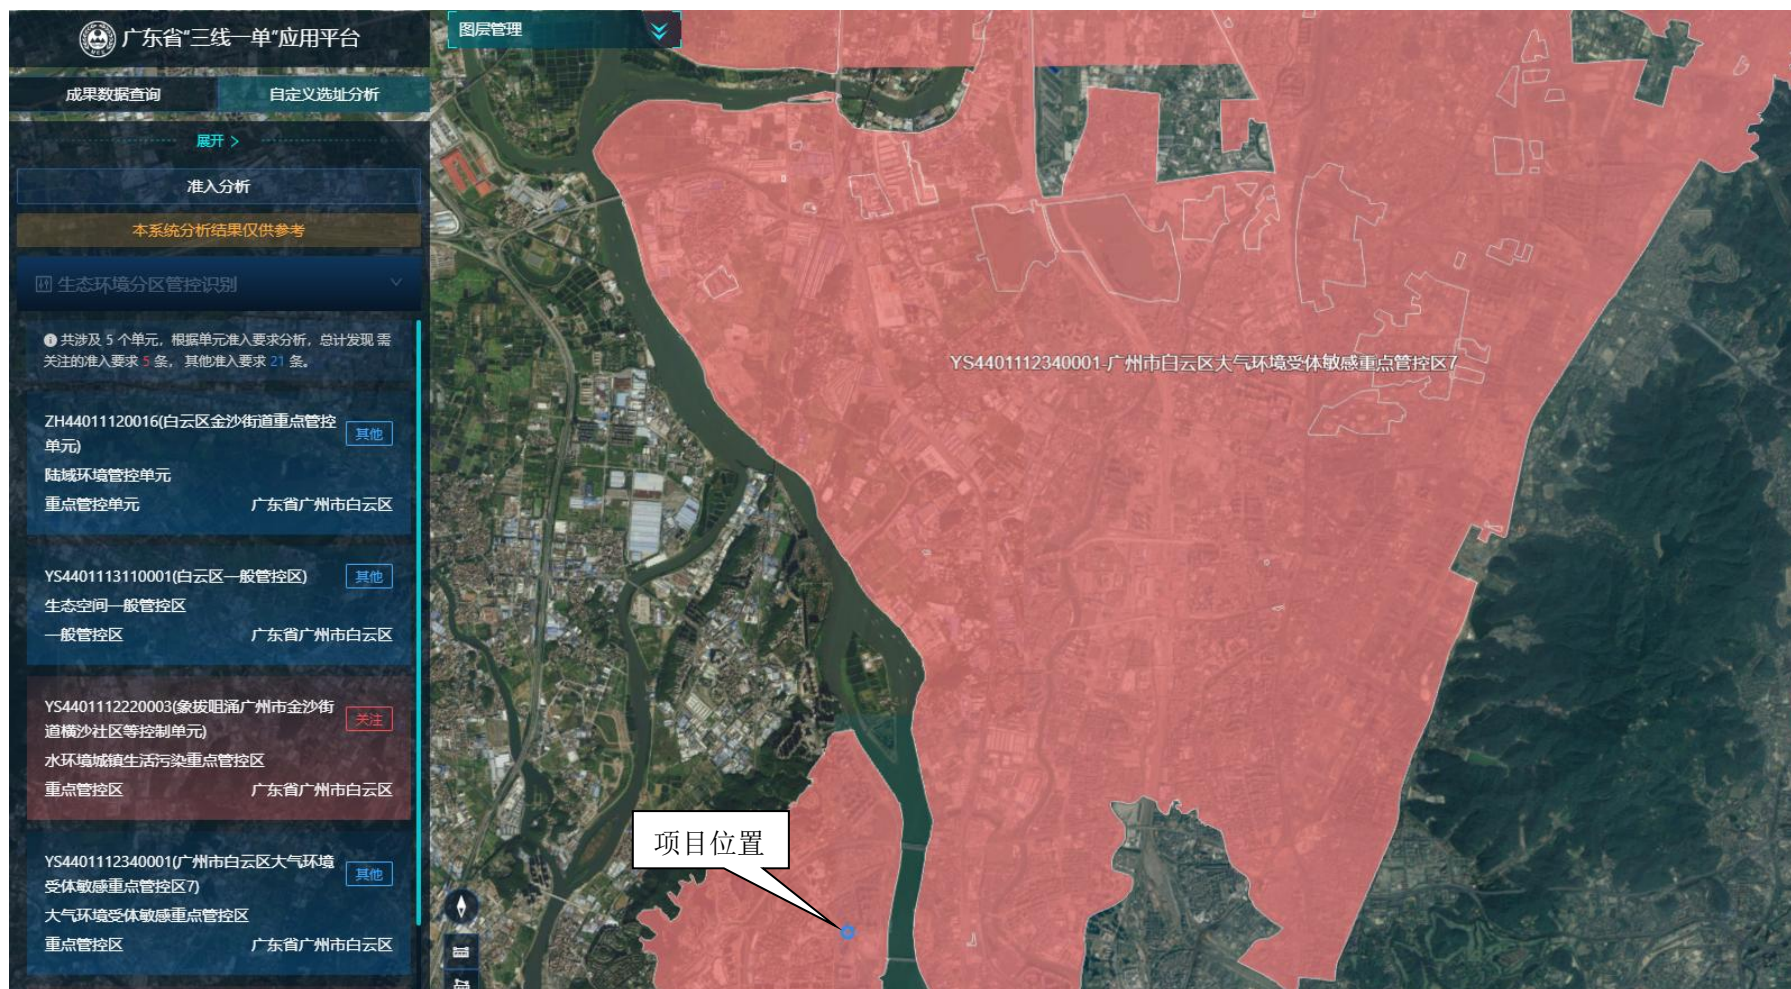 广东省“三线一单”应用平台
成果数据查询
自定义选址分析
展开 >
准入分析
本系统分析结果仅供参考
生态环境分区管控识别
共涉及 5 个单元，根据单元准入要求分析，总计发现 需
关注的准入要求 5 条，其他准入要求 21 条。
ZH44011120016(白云区金沙街道重点管控
单元)
其他
陆域环境管控单元
重点管控单元
广东省广州市白云区
YS4401113110001(白云区一般管控区)
其他
生态空间一般管控区
一般管控区
广东省广州市白云区
YS4401112220003(象拔咀涌广州市金沙街
道横沙社区等控制单元)
关注
水环境城镇生活污染重点管控区
重点管控区
广东省广州市白云区
YS4401112340001(广州市白云区大气环境
受体敏感重点管控区7)
其他
大气环境受体敏感重点管控区
重点管控区
广东省广州市白云区
图层管理
YS4401112340001-广州市白云区大气环境受体敏感重点管控区7
项目位置